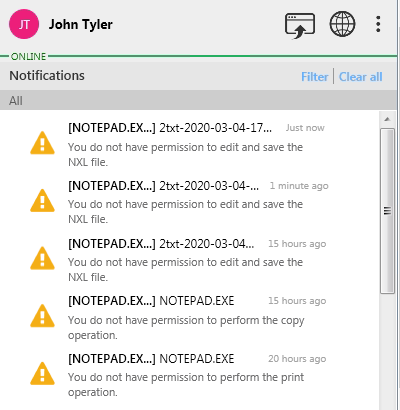 JT John Tyler
ONLINE
Notifications Filter Clear all
All
[NOTEPAD.EX...] 2txt-2020-03-04-17... Just now
You do not have permission to edit and save the
NXL file.
[NOTEPAD.EX...] 2txt-2020-03-04-... 1 minute ago
You do not have permission to edit and save the
NXL file.
[NOTEPAD.EX...] 2txt-2020-03-04... 15 hours ago
You do not have permission to edit and save the
NXL file.
[NOTEPAD.EX...] NOTEPAD.EXE 15 hours ago
You do not have permission to perform the copy
operation.
[NOTEPAD.EX...] NOTEPAD.EXE 20 hours ago
You do not have permission to perform the print
operation.